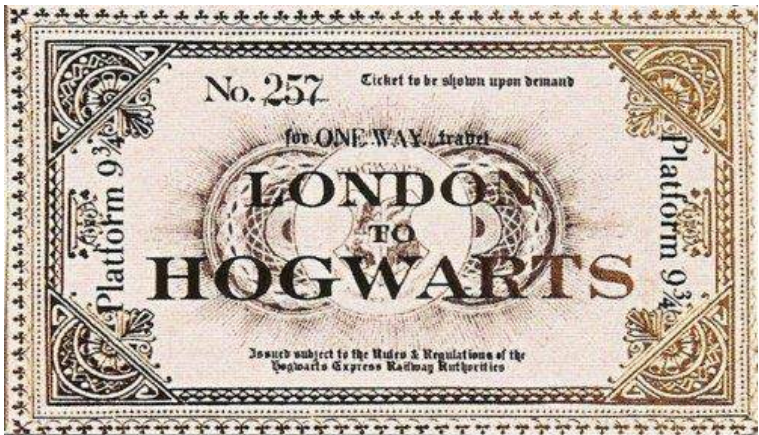 No. 257
Ticket to be shown upon demand
for ONE WAY travel
LONDON
TO
HOGWARTS
Platform 9¾
Platform 9¾
Issued subject to the Rules & Regulations of the
Hogwarts Express Railway Authorities